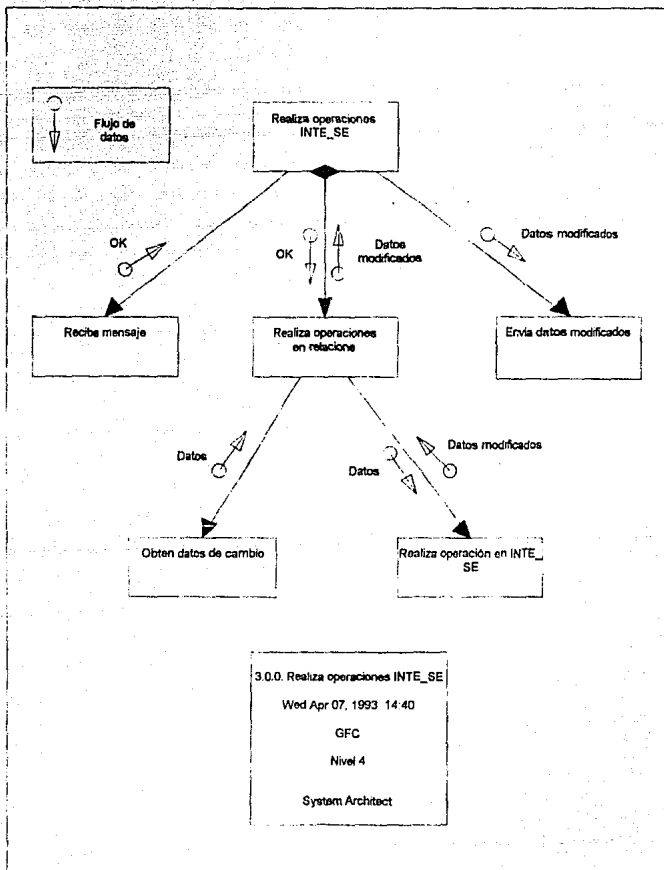 Flujo de
datos
Realiza operaciones
INTE_SE
OK
OK
Datos
modificados
Datos modificados
Recibe mensaje
Realiza operaciones
en relacione
Envia datos modificados
Datos
Datos
Datos modificados
Obten datos de cambio
Realiza operación en INTE_
SE
3.0.0. Realiza operaciones INTE_SE
Wed Apr 07, 1993 14:40
GFC
Nivel 4
System Architect